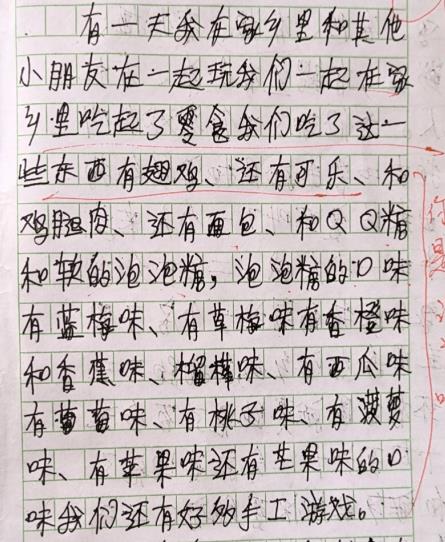 有一天我在家乡里和其他
小朋友在一起玩我们一起在家
乡里吃起了零食我们吃了这一
些东西有翅鸡、还有可乐、和
鸡腿肉、还有面包、和QQ糖
和软的泡泡糖，泡泡糖的口味
有蓝莓味、有草梅味有香橙味
和香蕉味、榴梿味、有西瓜味
有葡萄味、有桃子味、有菠萝
味、有苹果味还有芒果味的口
味我们还有好多手工游戏。
你是